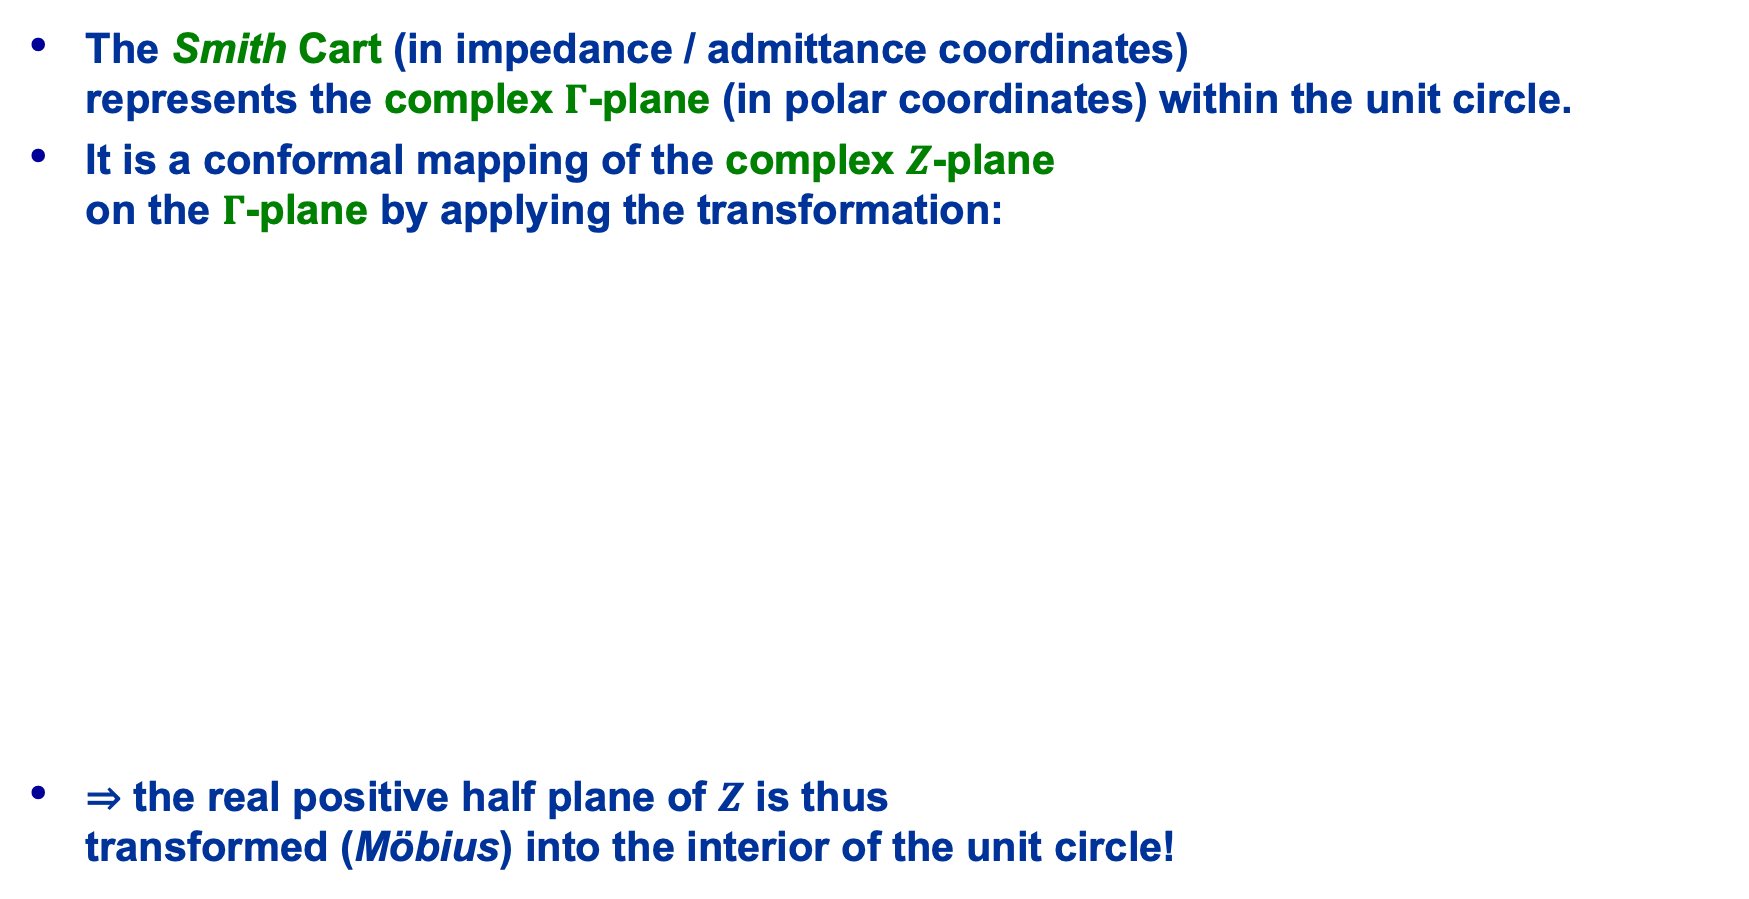 • The Smith Cart (in impedance / admittance coordinates)
represents the complex Γ-plane (in polar coordinates) within the unit circle.
• It is a conformal mapping of the complex Z-plane
on the Γ-plane by applying the transformation:
• ⇒ the real positive half plane of Z is thus
transformed (Möbius) into the interior of the unit circle!